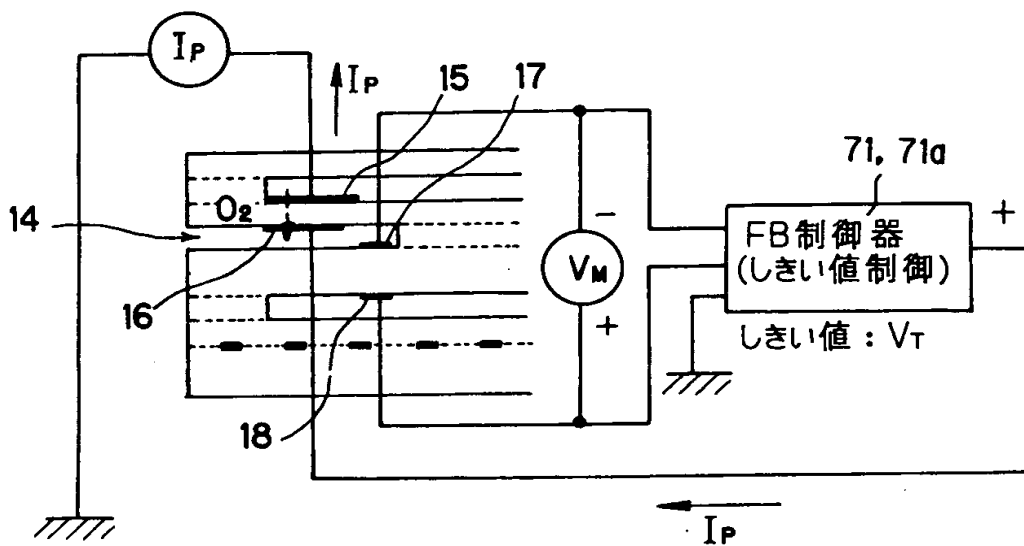 IP
IP
15
17
71, 71a
14
O2
−
+
VM
+
FB制御器
(しきい値制御)
しきい値：VT
16
18
IP